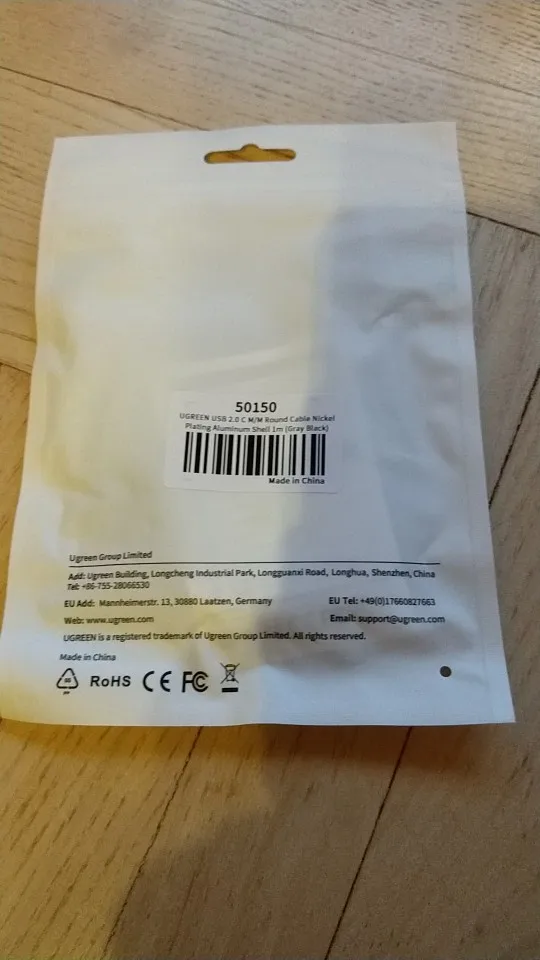 50150
UGREEN USB 2.0 C M/M Round Cable Nickel
Plating Aluminum Shell 1m (Gray Black)
Made in China
Ugreen Group Limited
Add: Ugreen Building, Longcheng Industrial Park, Longguanxi Road, Longhua, Shenzhen, China
Tel: +86-755-28066530
EU Add: Mannheimerstr. 13, 30880 Laatzen, Germany EU Tel: +49(0)17660827663
Web: www.ugreen.com Email: support@ugreen.com
UGREEN is a registered trademark of Ugreen Group Limited. All rights reserved.
Made in China
RoHS CE FC